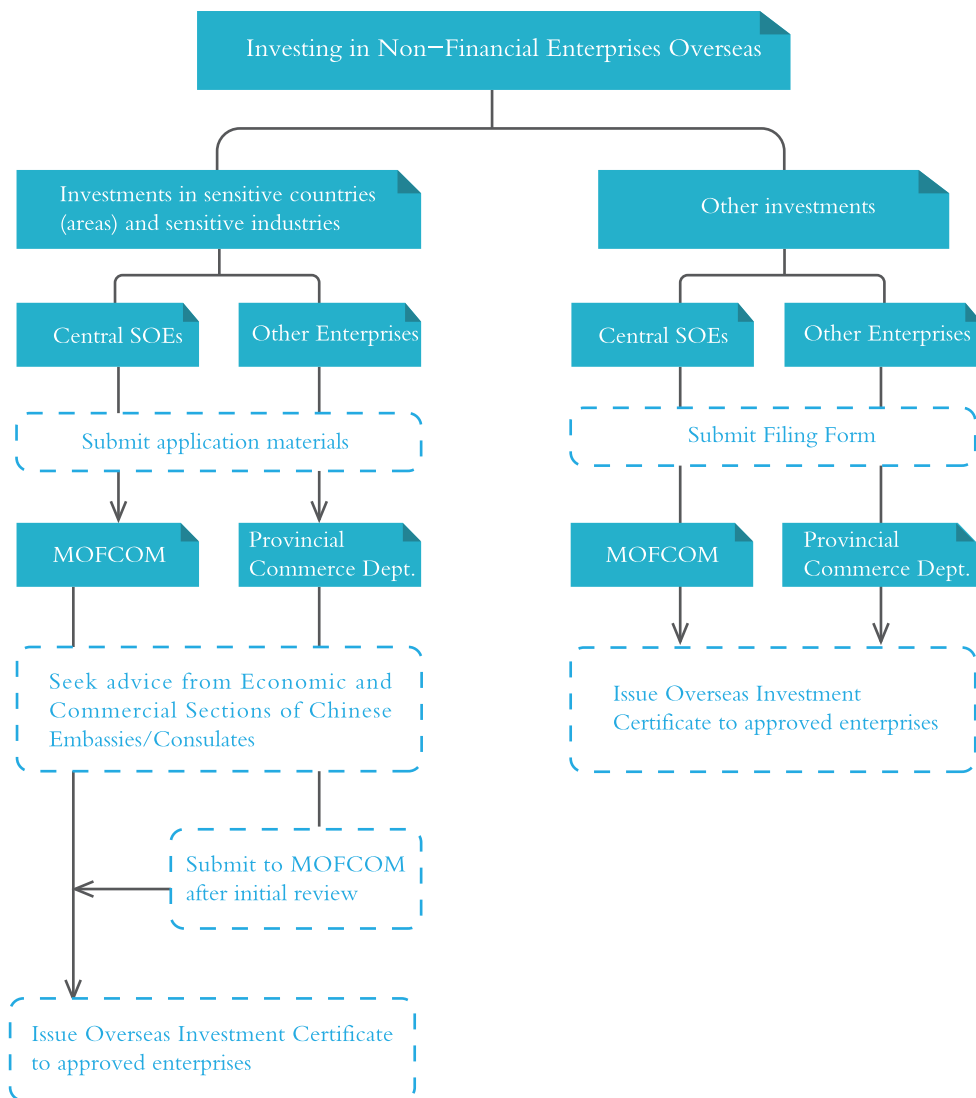 Investing in Non-Financial Enterprises Overseas
Investments in sensitive countries
(areas) and sensitive industries
Other investments
Central SOEs
Other Enterprises
Central SOEs
Other Enterprises
Submit application materials
Submit Filing Form
MOFCOM
Provincial
Commerce Dept.
MOFCOM
Provincial
Commerce Dept.
Seek advice from Economic and
Commercial Sections of Chinese
Embassies/Consulates
Issue Overseas Investment
Certificate to approved enterprises
Submit to MOFCOM
after initial review
Issue Overseas Investment Certificate
to approved enterprises